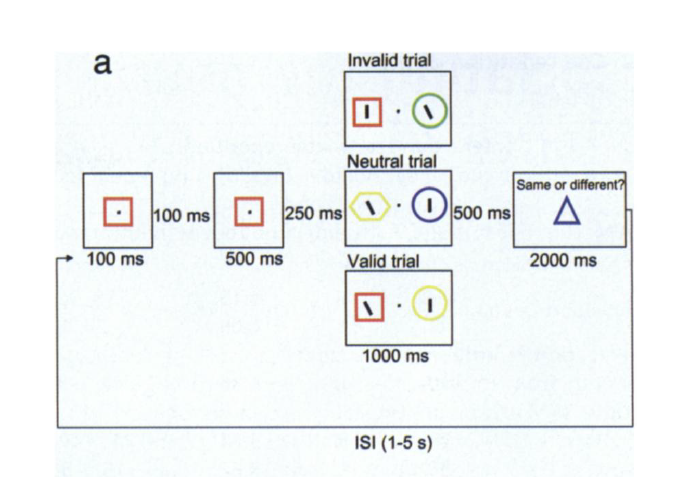 a
Invalid trial
Neutral trial
Same or different?
100 ms
250 ms
500 ms
100 ms
500 ms
2000 ms
Valid trial
1000 ms
ISI (1-5 s)